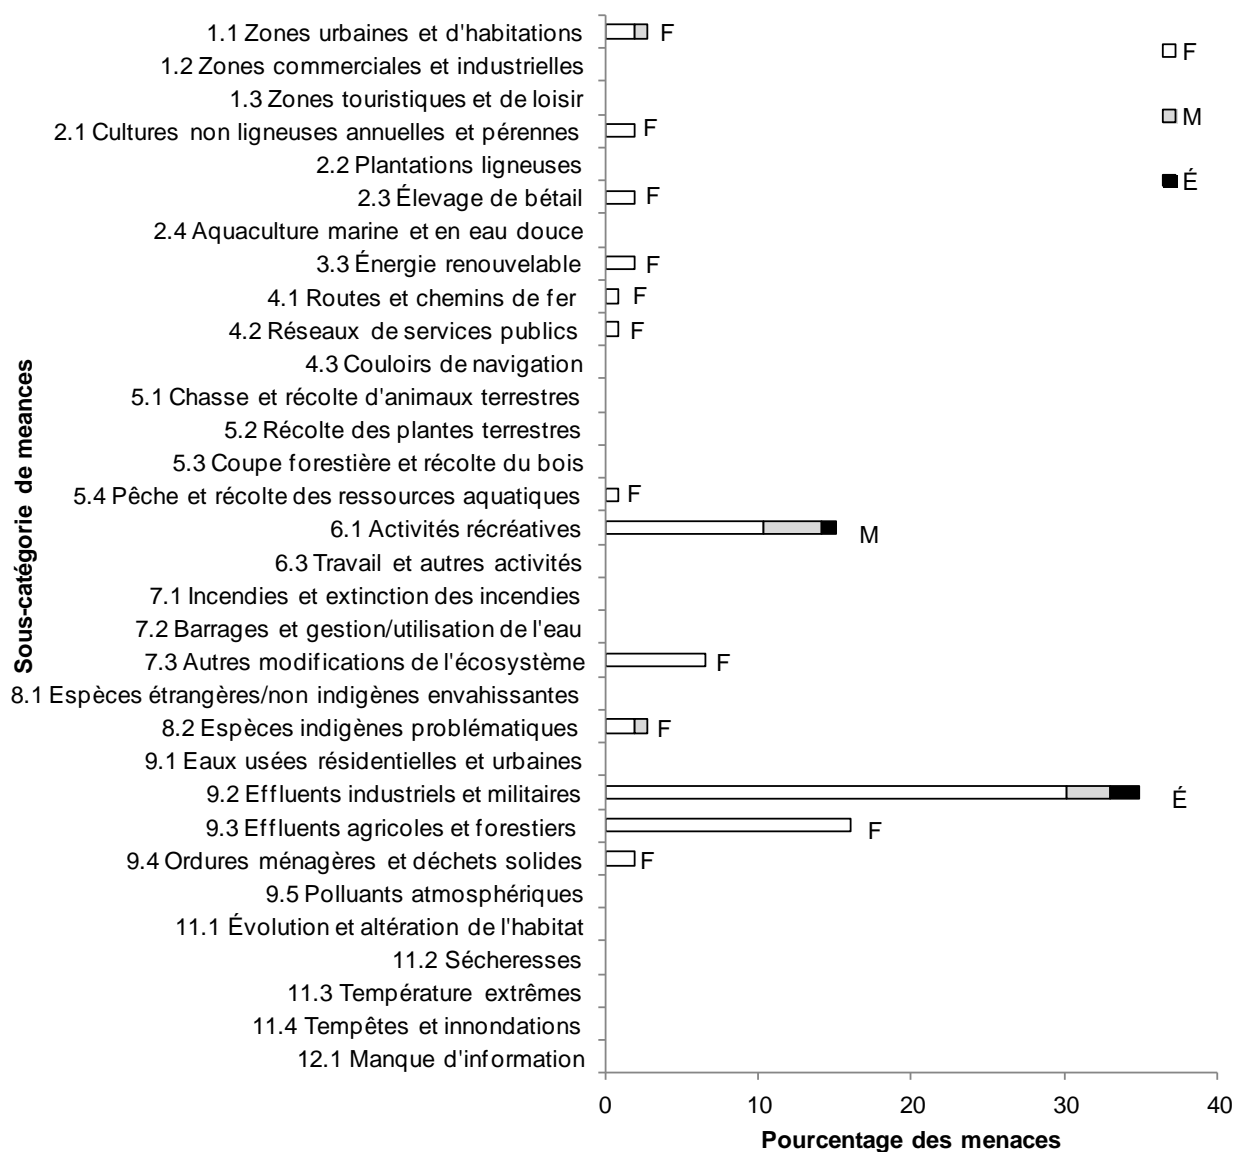 1.1 Zones urbaines et d'habitations F
1.2 Zones commerciales et industrielles
1.3 Zones touristiques et de loisir
2.1 Cultures non ligneuses annuelles et pérennes F
2.2 Plantations ligneuses
2.3 Élevage de bétail F
2.4 Aquaculture marine et en eau douce
3.3 Énergie renouvelable F
4.1 Routes et chemins de fer F
4.2 Réseaux de services publics F
4.3 Couloirs de navigation
5.1 Chasse et récolte d'animaux terrestres
5.2 Récolte des plantes terrestres
5.3 Coupe forestière et récolte du bois
5.4 Pêche et récolte des ressources aquatiques F
6.1 Activités récréatives M
6.3 Travail et autres activités
7.1 Incendies et extinction des incendies
7.2 Barrages et gestion/utilisation de l'eau
7.3 Autres modifications de l'écosystème F
8.1 Espèces étrangères/non indigènes envahissantes
8.2 Espèces indigènes problématiques F
9.1 Eaux usées résidentielles et urbaines
9.2 Effluents industriels et militaires É
9.3 Effluents agricoles et forestiers F
9.4 Ordures ménagères et déchets solides F
9.5 Polluants atmosphériques
11.1 Évolution et altération de l'habitat
11.2 Sécheresses
11.3 Température extrêmes
11.4 Tempêtes et innondations
12.1 Manque d'information
Sous-catégorie de meances
F
M
É
0 10 20 30 40
Pourcentage des menaces